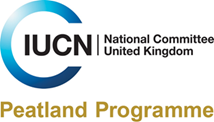 IUCN
National Committee
United Kingdom
Peatland Programme